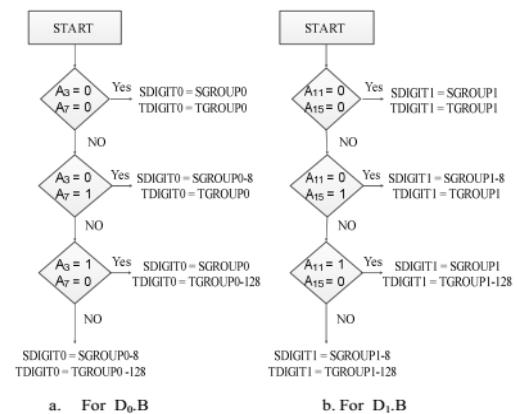 START
A3 = 0
A7 = 0
Yes
SDIGIT0 = SGROUP0
TDIGIT0 = TGROUP0
NO
A3 = 0
A7 = 1
Yes
SDIGIT0 = SGROUP0-8
TDIGIT0 = TGROUP0
NO
A3 = 1
A7 = 0
Yes
SDIGIT0 = SGROUP0
TDIGIT0 = TGROUP0-128
NO
SDIGIT0 = SGROUP0-8
TDIGIT0 = TGROUP0 -128
a. For D0.B
START
A11 = 0
A15 = 0
Yes
SDIGIT1 = SGROUP1
TDIGIT1 = TGROUP1
NO
A11 = 0
A15 = 1
Yes
SDIGIT1 = SGROUP1-8
TDIGIT1 = TGROUP1
NO
A11 = 1
A15 = 0
Yes
SDIGIT1 = SGROUP1
TDIGIT1 = TGROUP1-128
NO
SDIGIT1 = SGROUP1-8
TDIGIT1 = TGROUP1-128
b. For D1.B